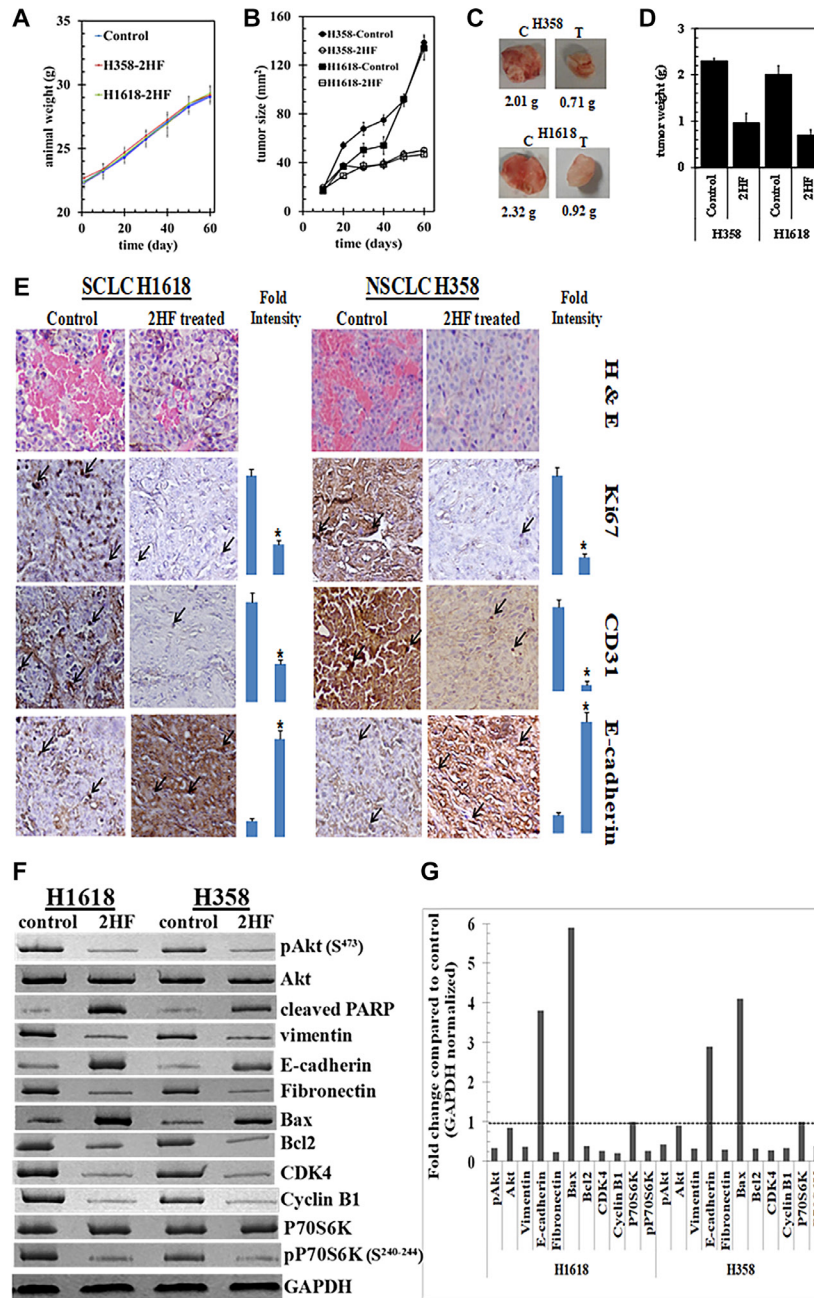 A
Control
H358-2HF
H1618-2HF
animal weight (g)
32
28
24
20
0 20 40 60
time (day)
B
H358-Control
H358-2HF
H1618-Control
H1618-2HF
tumor size (mm²)
160
120
80
40
0
0 20 40 60
time (days)
C
H358
C T
2.01 g 0.71 g
H1618
C T
2.32 g 0.92 g
D
tumor weight (g)
3
2
1
0
Control 2HF Control 2HF
H358 H1618
E
SCLC H1618 Fold Intensity NSCLC H358 Fold Intensity
Control 2HF treated Control 2HF treated
H & E
Ki67
* *
CD31
* *
E-cadherin
* *
F
H1618 H358
control 2HF control 2HF
pAkt (S⁴⁷³)
Akt
cleaved PARP
vimentin
E-cadherin
Fibronectin
Bax
Bcl2
CDK4
Cyclin B1
P70S6K
pP70S6K (S²⁴⁰⁻²⁴⁴)
GAPDH
G
Fold change compared to control
(GAPDH normalized)
6
5
4
3
2
1
0
pAkt Akt Vimentin E-cadherin Fibronectin Bax Bcl2 CDK4 Cyclin B1 P70S6K pP70S6K pAkt Akt Vimentin E-cadherin Fibronectin Bax Bcl2 CDK4 Cyclin B1 P70S6K
H1618 H358